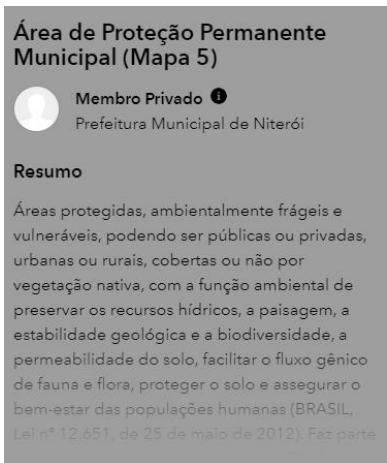 Área de Proteção Permanente
Municipal (Mapa 5)
Membro Privado
Prefeitura Municipal de Niterói
Resumo
Áreas protegidas, ambientalmente frágeis e
vulneráveis, podendo ser públicas ou privadas,
urbanas ou rurais, cobertas ou não por
vegetação nativa, com a função ambiental de
preservar os recursos hídricos, a paisagem, a
estabilidade geológica e a biodiversidade, a
permeabilidade do solo, facilitar o fluxo gênico
de fauna e flora, proteger o solo e assegurar o
bem-estar das populações humanas (BRASIL,
Lei n° 12.651, de 25 de maio de 2012). Faz parte